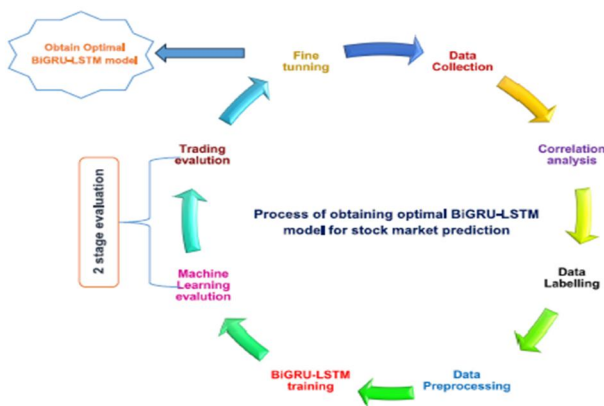 Obtain Optimal
BiGRU-LSTM model
Fine
tunning
Data
Collection
Correlation
analysis
Data
Labelling
Data
Preprocessing
BiGRU-LSTM
training
Machine
Learning
evalution
Trading
evalution
2 stage evaluation
Process of obtaining optimal BiGRU-LSTM
model for stock market prediction